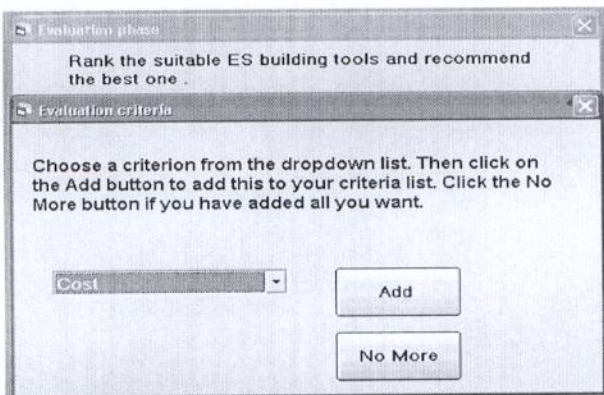 Evaluation phase
Rank the suitable ES building tools and recommend
the best one .
Evaluation criteria
Choose a criterion from the dropdown list. Then click on
the Add button to add this to your criteria list. Click the No
More button if you have added all you want.
Cost
Add
No More